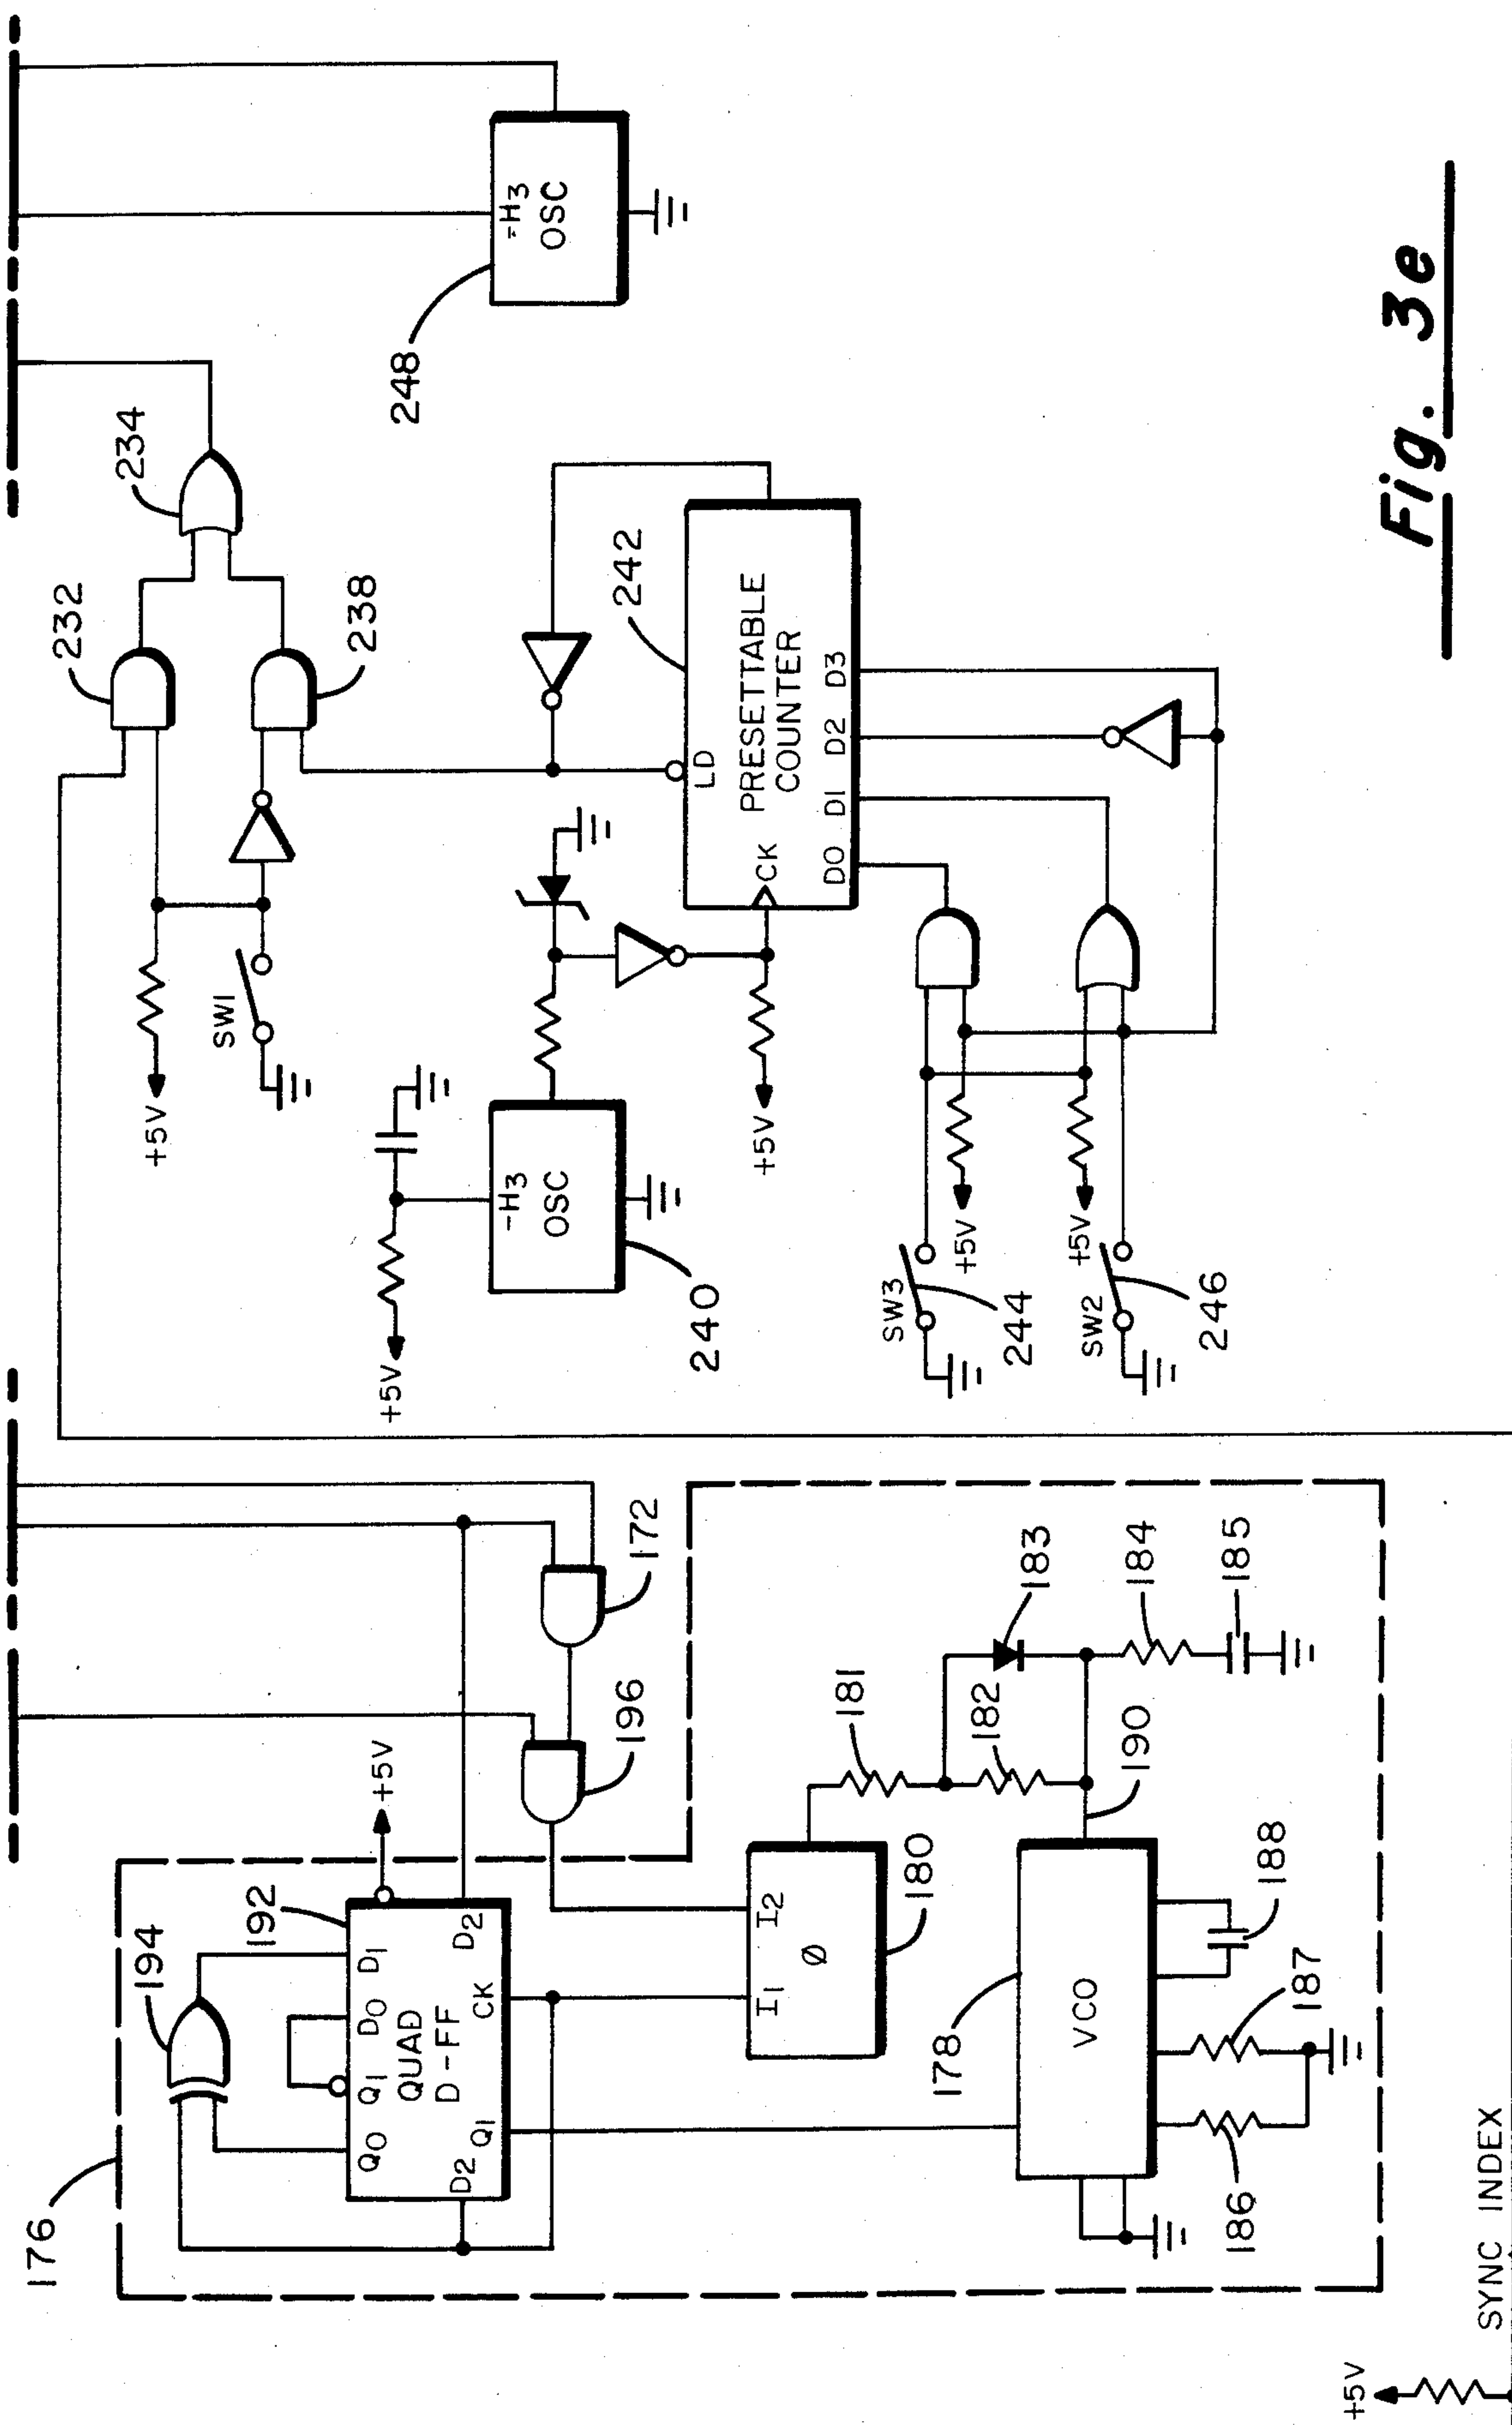 176
194
192
+5V
Q0
Q1
D0
D1
QUAD
D-FF
D2
Q1
CK
D2
196
172
I1
I2
Ø
180
181
182
183
184
185
190
178
VCO
186
187
188
+5V
SYNC INDEX
232
234
238
+5V
SW1
248
-H3
OSC
+5V
-H3
OSC
240
242
LD
PRESETTABLE
COUNTER
CK
D0
D1
D2
D3
+5V
SW3
244
+5V
+5V
SW2
246
Fig. 3e